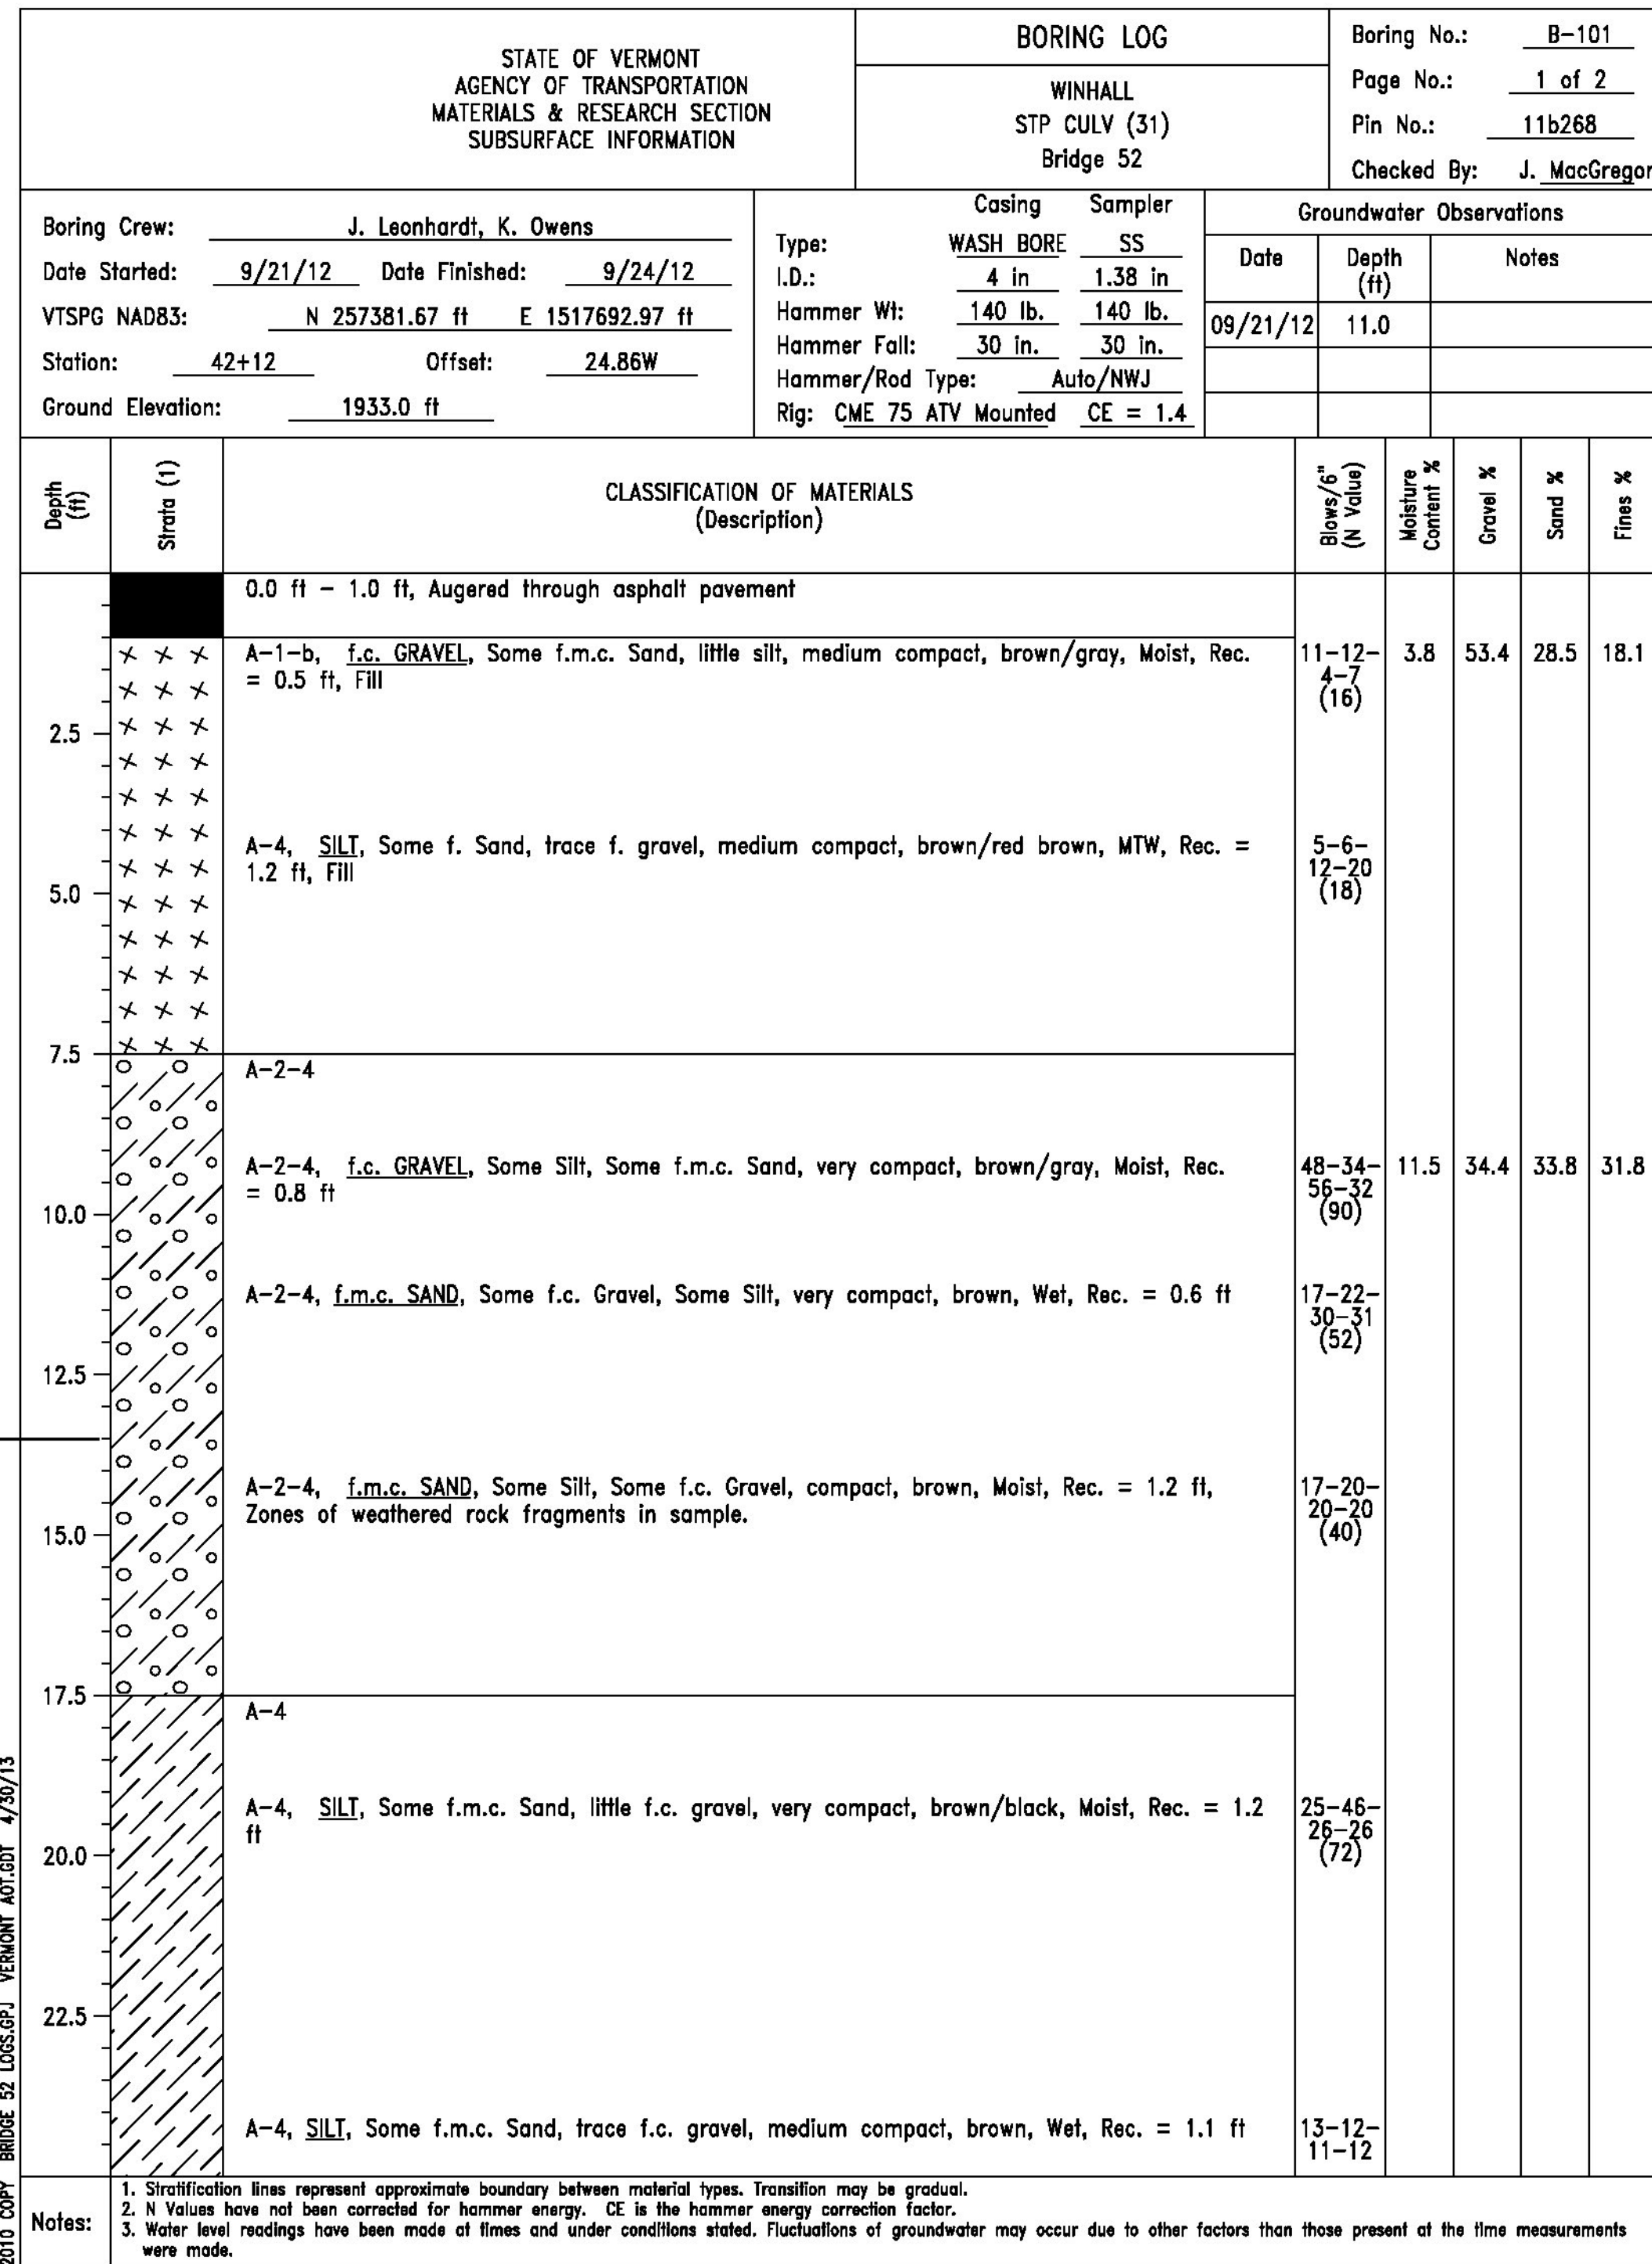 STATE OF VERMONT
AGENCY OF TRANSPORTATION
MATERIALS & RESEARCH SECTION
SUBSURFACE INFORMATION
BORING LOG
WINHALL
STP CULV (31)
Bridge 52
Boring No.: B-101
Page No.: 1 of 2
Pin No.: 11b268
Checked By: J. MacGregor
Boring Crew: J. Leonhardt, K. Owens
Date Started: 9/21/12 Date Finished: 9/24/12
VTSPG NAD83: N 257381.67 ft E 1517692.97 ft
Station: 42+12 Offset: 24.86W
Ground Elevation: 1933.0 ft
Casing Sampler
Type: WASH BORE SS
I.D.: 4 in 1.38 in
Hammer Wt: 140 lb. 140 lb.
Hammer Fall: 30 in. 30 in.
Hammer/Rod Type: Auto/NWJ
Rig: CME 75 ATV Mounted CE = 1.4
Groundwater Observations
Date Depth (ft) Notes
09/21/12 11.0
Depth (ft)
Strata (1)
CLASSIFICATION OF MATERIALS
(Description)
Blows/6" (N Value)
Moisture Content %
Gravel %
Sand %
Fines %
0.0 ft - 1.0 ft, Augered through asphalt pavement
A-1-b, f.c. GRAVEL, Some f.m.c. Sand, little silt, medium compact, brown/gray, Moist, Rec. 11-12- 3.8 53.4 28.5 18.1
= 0.5 ft, Fill 4-7
(16)
2.5
A-4, SILT, Some f. Sand, trace f. gravel, medium compact, brown/red brown, MTW, Rec. = 5-6-
1.2 ft, Fill 12-20
5.0 (18)
7.5
A-2-4
A-2-4, f.c. GRAVEL, Some Silt, Some f.m.c. Sand, very compact, brown/gray, Moist, Rec. 48-34- 11.5 34.4 33.8 31.8
= 0.8 ft 56-32
10.0 (90)
A-2-4, f.m.c. SAND, Some f.c. Gravel, Some Silt, very compact, brown, Wet, Rec. = 0.6 ft 17-22-
30-31
(52)
12.5
A-2-4, f.m.c. SAND, Some Silt, Some f.c. Gravel, compact, brown, Moist, Rec. = 1.2 ft, 17-20-
Zones of weathered rock fragments in sample. 20-20
15.0 (40)
17.5
A-4
A-4, SILT, Some f.m.c. Sand, little f.c. gravel, very compact, brown/black, Moist, Rec. = 1.2 25-46-
ft 26-26
20.0 (72)
22.5
A-4, SILT, Some f.m.c. Sand, trace f.c. gravel, medium compact, brown, Wet, Rec. = 1.1 ft 13-12-
11-12
Notes:
1. Stratification lines represent approximate boundary between material types. Transition may be gradual.
2. N Values have not been corrected for hammer energy. CE is the hammer energy correction factor.
3. Water level readings have been made at times and under conditions stated. Fluctuations of groundwater may occur due to other factors than those present at the time measurements
were made.
2010 COPY BRIDGE 52 LOGS.GPJ VERMONT AOT.GDT 4/30/13